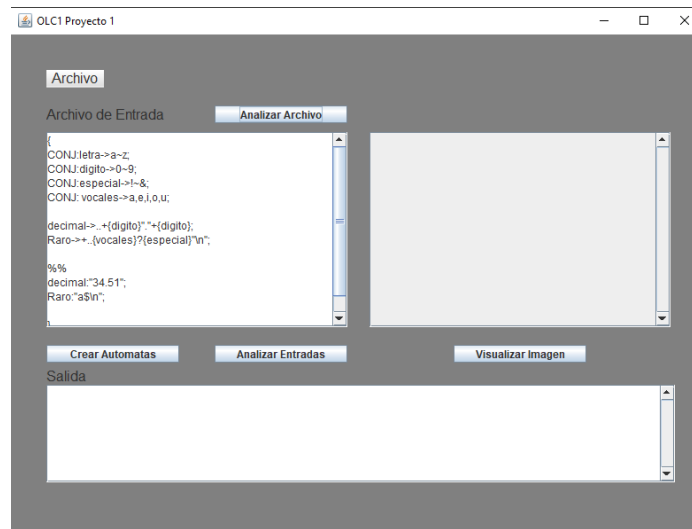 OLC1 Proyecto 1
Archivo
Archivo de Entrada
Analizar Archivo
{
CONJ:letra->a~z;
CONJ:digito->0~9;
CONJ:especial->!~&;
CONJ: vocales->a,e,i,o,u;
decimal->..+{digito}"."+{digito};
Raro->+..{vocales}?{especial}"\n";
%%
decimal:"34.51";
Raro:"a$\n";
Crear Automatas
Analizar Entradas
Visualizar Imagen
Salida